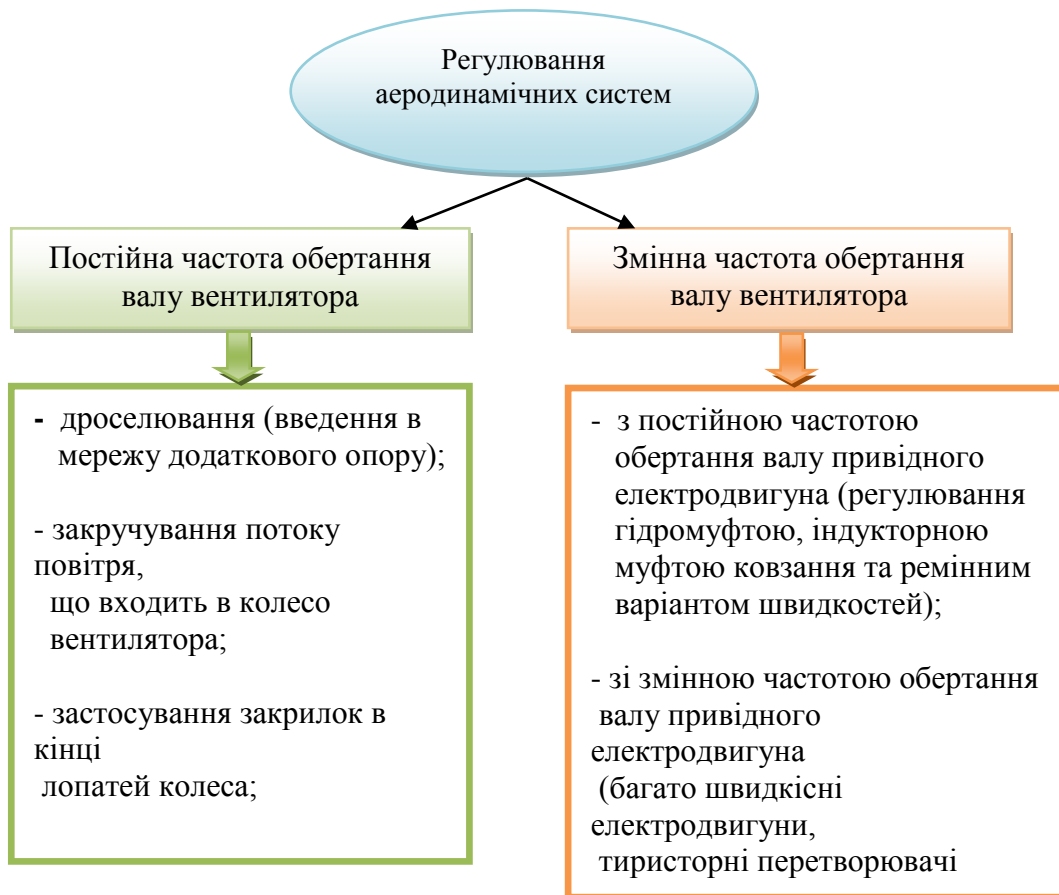 Регулювання
аеродинамічних систем
Постійна частота обертання
валу вентилятора
Змінна частота обертання
валу вентилятора
- дроселювання (введення в
мережу додаткового опору);
- закручування потоку
повітря,
що входить в колесо
вентилятора;
- застосування закрилок в
кінці
лопатей колеса;
- з постійною частотою
обертання валу привідного
електродвигуна (регулювання
гідромуфтою, індукторною
муфтою ковзання та ремінним
варіантом швидкостей);
- зі змінною частотою обертання
валу привідного
електродвигуна
(багато швидкісні
електродвигуни,
тиристорні перетворювачі